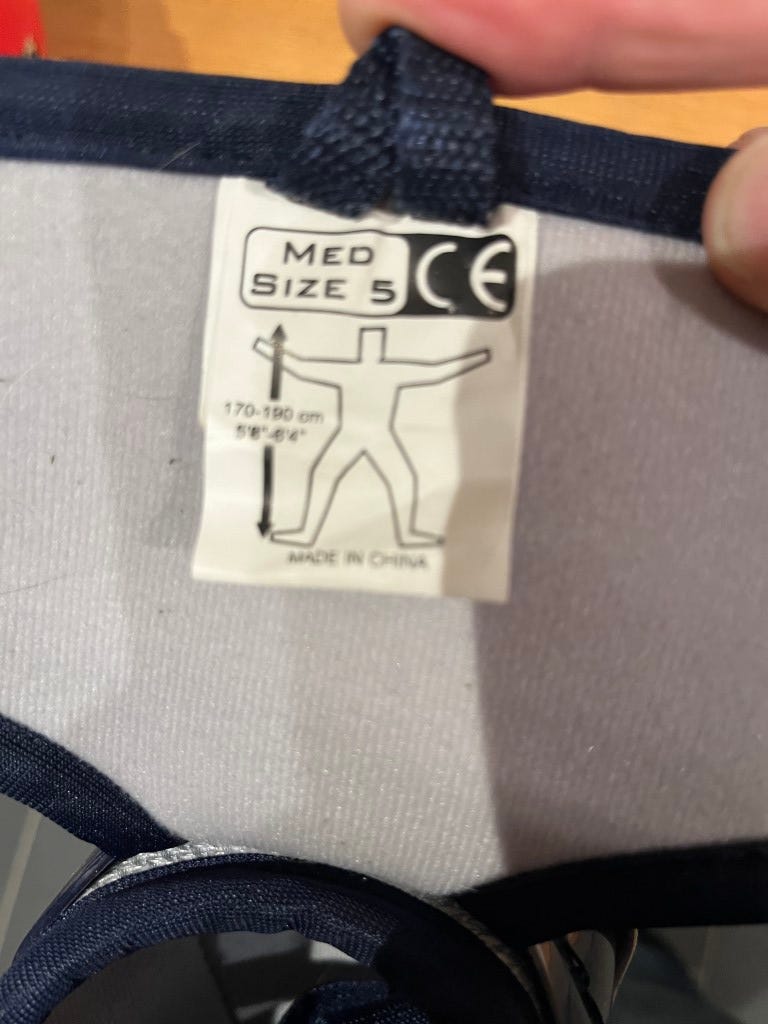 MED
SIZE 5
CE
170-190 cm
5'8"-6'4"
MADE IN CHINA